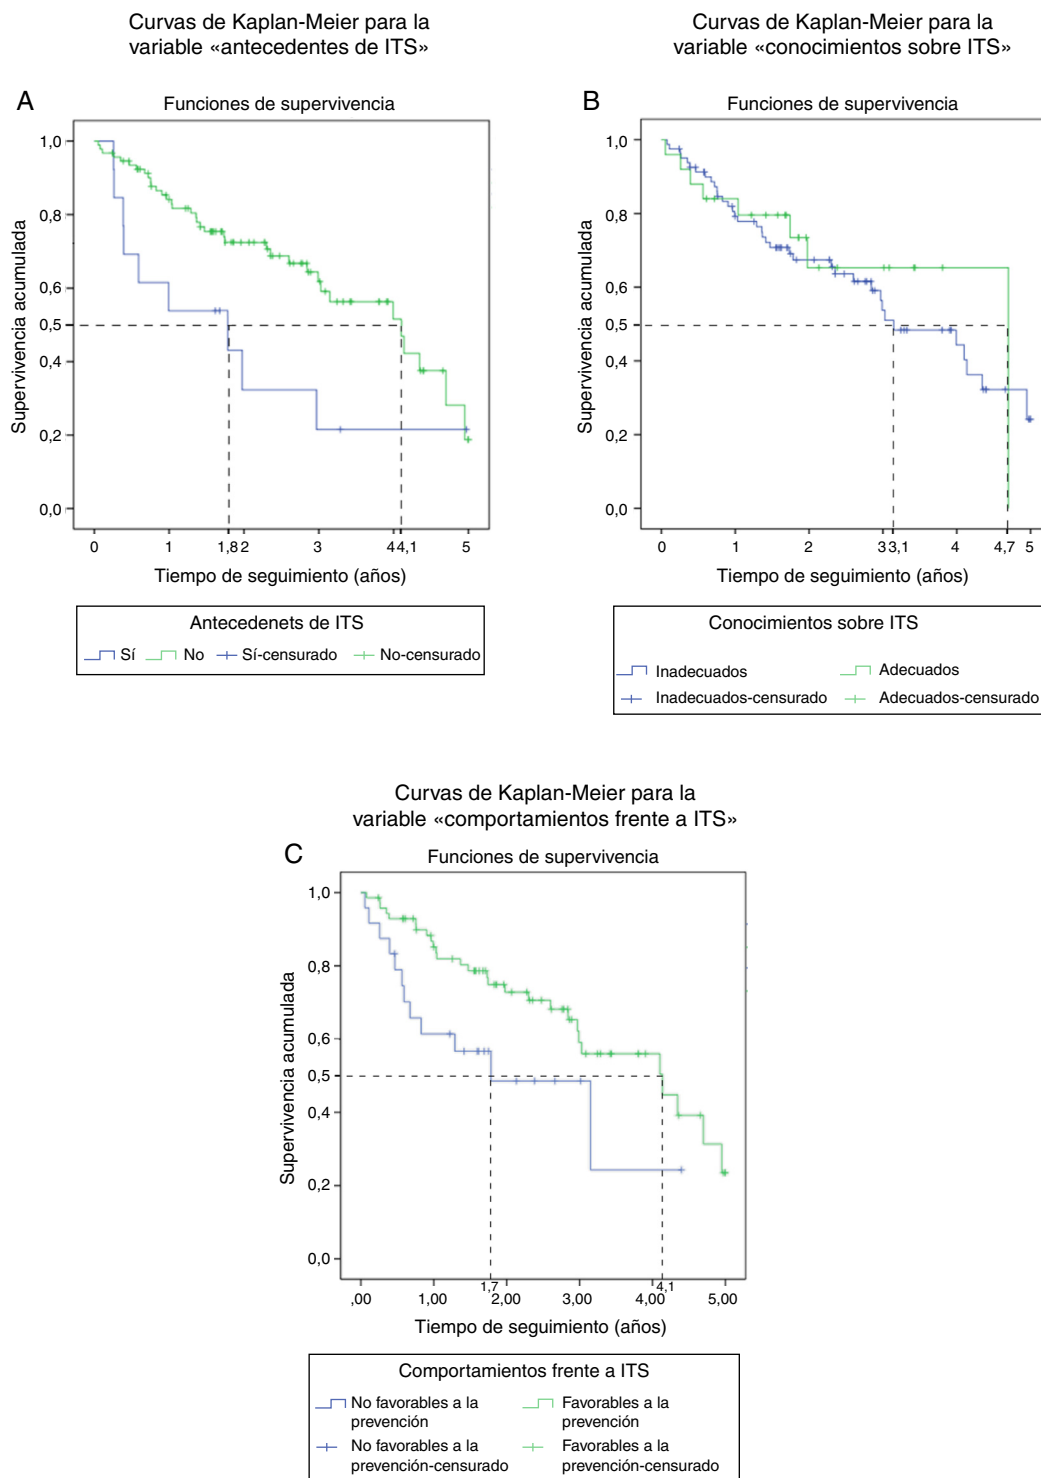 Curvas de Kaplan-Meier para la
variable «antecedentes de ITS»
A
Funciones de supervivencia
Supervivencia acumulada
1,0
0,8
0,6
0,5
0,4
0,2
0,0
0 1 1,8 2 3 4 4,1 5
Tiempo de seguimiento (años)
Antecedenets de ITS
Sí No Sí-censurado No-censurado
Curvas de Kaplan-Meier para la
variable «conocimientos sobre ITS»
B
Funciones de supervivencia
Supervivencia acumulada
1,0
0,8
0,6
0,5
0,4
0,2
0,0
0 1 2 3 3,1 4 4,7 5
Tiempo de seguimiento (años)
Conocimientos sobre ITS
Inadecuados Adecuados
Inadecuados-censurado Adecuados-censurado
Curvas de Kaplan-Meier para la
variable «comportamientos frente a ITS»
C
Funciones de supervivencia
Supervivencia acumulada
1,0
0,8
0,6
0,5
0,4
0,2
0,0
,00 1,00 1,7 2,00 3,00 4,00 4,1 5,00
Tiempo de seguimiento (años)
Comportamientos frente a ITS
No favorables a la prevención
Favorables a la prevención
No favorables a la prevención-censurado
Favorables a la prevención-censurado